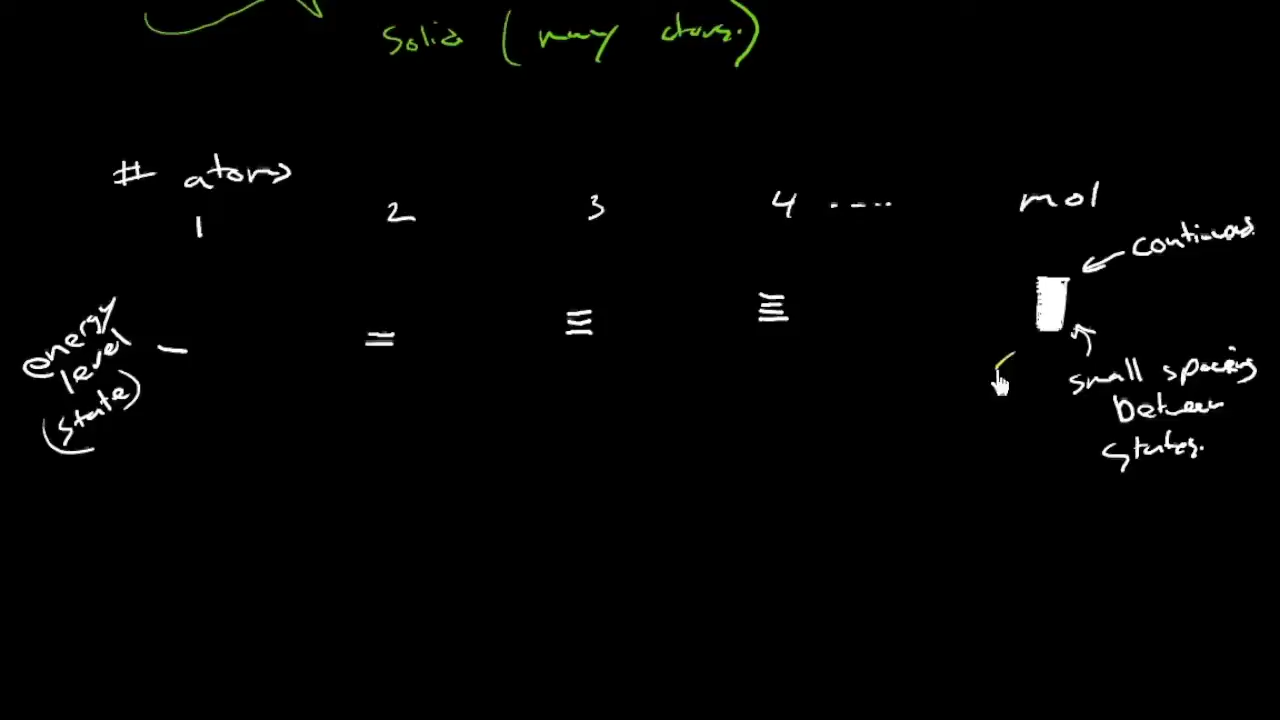 Solid (many atoms.)
# atoms
1 2 3 4 .... mol
continuous
energy
level
(state)
small spacing
between
states.